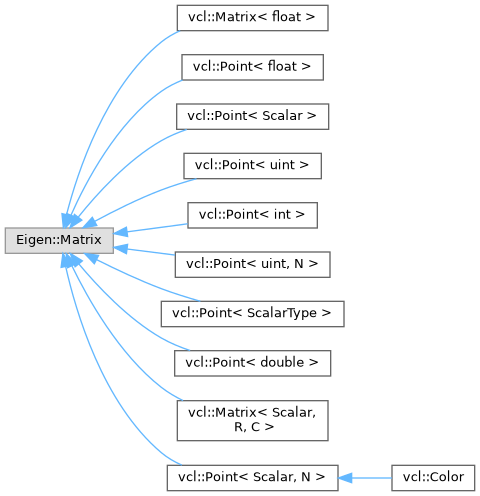 vcl::Matrix< float >
vcl::Point< float >
vcl::Point< Scalar >
vcl::Point< uint >
vcl::Point< int >
Eigen::Matrix
vcl::Point< uint, N >
vcl::Point< ScalarType >
vcl::Point< double >
vcl::Matrix< Scalar,
R, C >
vcl::Point< Scalar, N >
vcl::Color